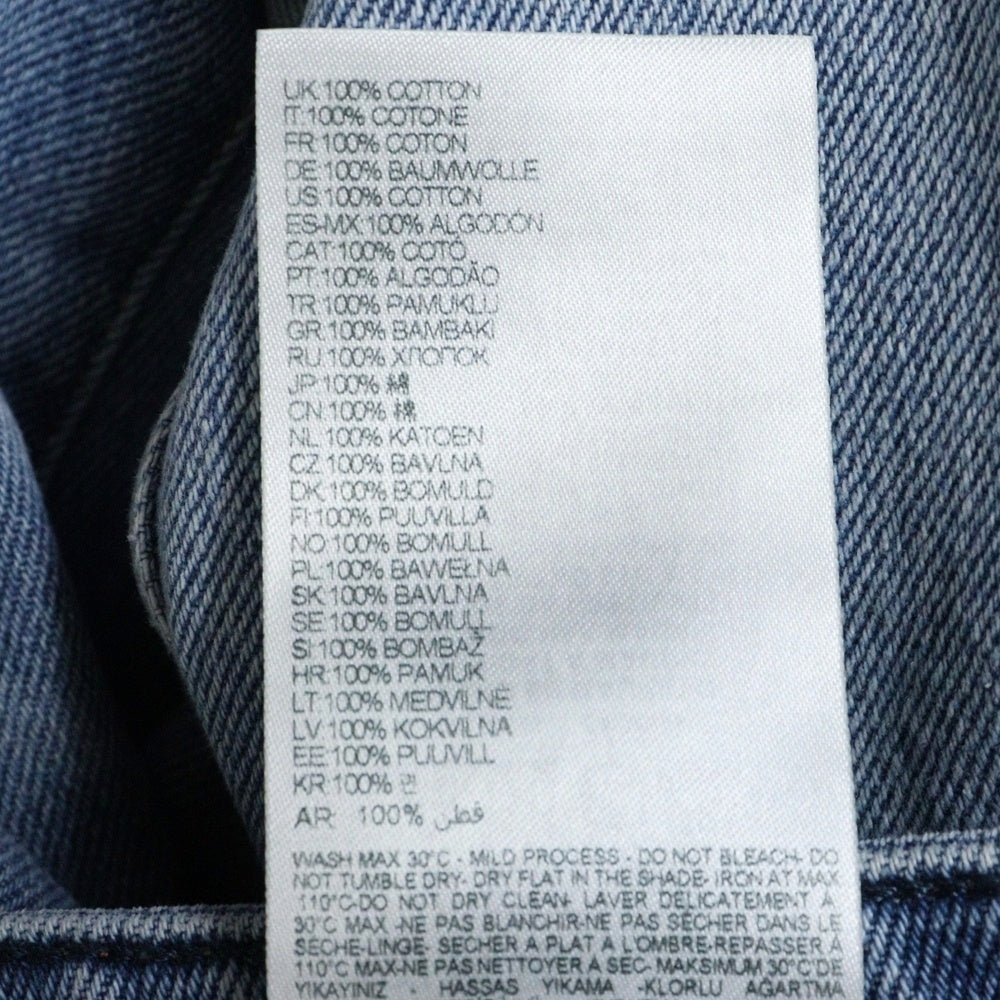 UK:100% COTTON
IT:100% COTONE
FR:100% COTON
DE:100% BAUMWOLLE
US:100% COTTON
ES-MX:100% ALGODÓN
CAT:100% COTÓ
PT:100% ALGODÃO
TR:100% PAMUKLU
GR:100% BAMBAKI
RU:100% ХЛОПОК
JP:100% 綿
CN:100% 棉
NL:100% KATOEN
CZ:100% BAVLNA
DK:100% BOMULD
FI:100% PUUVILLA
NO:100% BOMULL
PL:100% BAWEŁNA
SK:100% BAVLNA
SE:100% BOMULL
SI:100% BOMBAŽ
HR:100% PAMUK
LT:100% MEDVILNĖ
LV:100% KOKVILNA
EE:100% PUUVILL
KR:100% 면
AR: 100% قطن
WASH MAX 30°C - MILD PROCESS - DO NOT BLEACH- DO
NOT TUMBLE DRY- DRY FLAT IN THE SHADE- IRON AT MAX
110°C-DO NOT DRY CLEAN- LAVER DÉLICATEMENT À
30°C MAX -NE PAS BLANCHIR-NE PAS SÉCHER DANS LE
SÈCHE-LINGE- SÉCHER À PLAT À L'OMBRE-REPASSER À
110°C MAX-NE PAS NETTOYER A SEC- MAKSIMUM 30°C'DE
YIKAYINIZ - HASSAS YIKAMA -KLORLU AĞARTMA